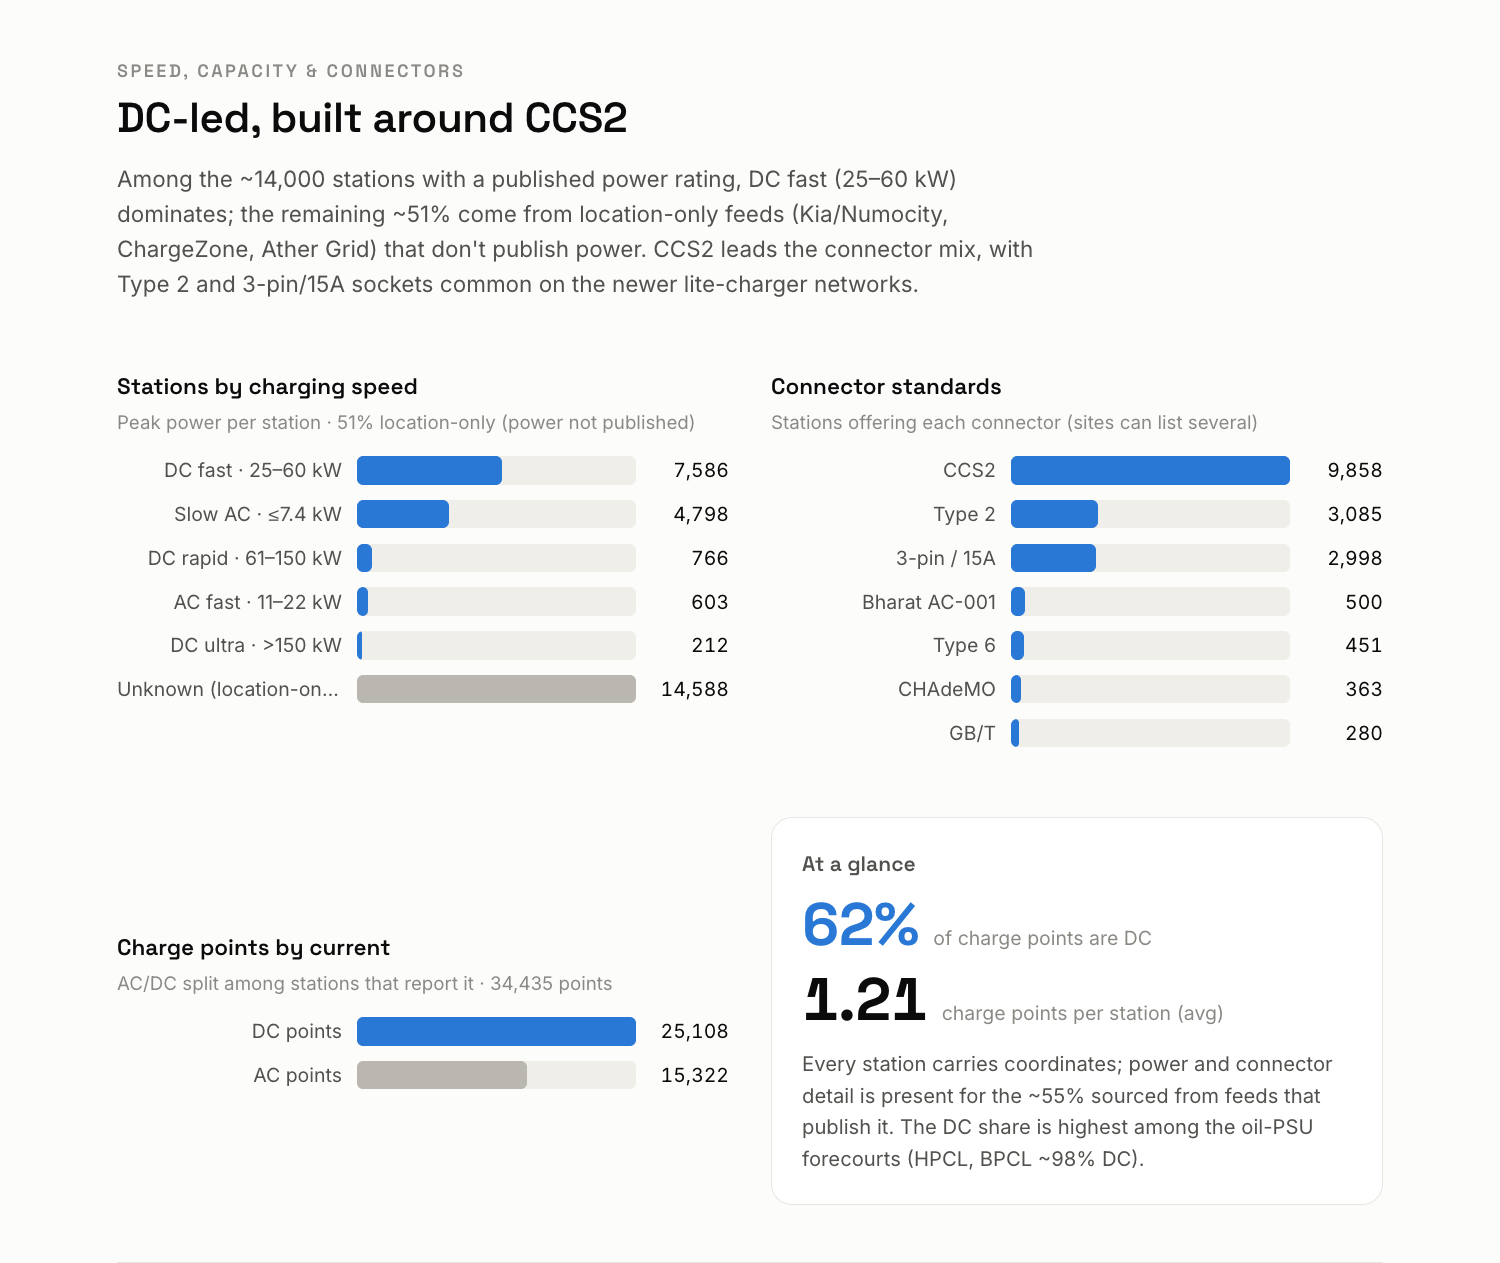 SPEED, CAPACITY & CONNECTORS
DC-led, built around CCS2
Among the ~14,000 stations with a published power rating, DC fast (25–60 kW)
dominates; the remaining ~51% come from location-only feeds (Kia/Numocity,
ChargeZone, Ather Grid) that don't publish power. CCS2 leads the connector mix, with
Type 2 and 3-pin/15A sockets common on the newer lite-charger networks.
Stations by charging speed
Peak power per station · 51% location-only (power not published)
DC fast · 25–60 kW 7,586
Slow AC · ≤7.4 kW 4,798
DC rapid · 61–150 kW 766
AC fast · 11–22 kW 603
DC ultra · >150 kW 212
Unknown (location-on... 14,588
Connector standards
Stations offering each connector (sites can list several)
CCS2 9,858
Type 2 3,085
3-pin / 15A 2,998
Bharat AC-001 500
Type 6 451
CHAdeMO 363
GB/T 280
Charge points by current
AC/DC split among stations that report it · 34,435 points
DC points 25,108
AC points 15,322
At a glance
62% of charge points are DC
1.21 charge points per station (avg)
Every station carries coordinates; power and connector
detail is present for the ~55% sourced from feeds that
publish it. The DC share is highest among the oil-PSU
forecourts (HPCL, BPCL ~98% DC).